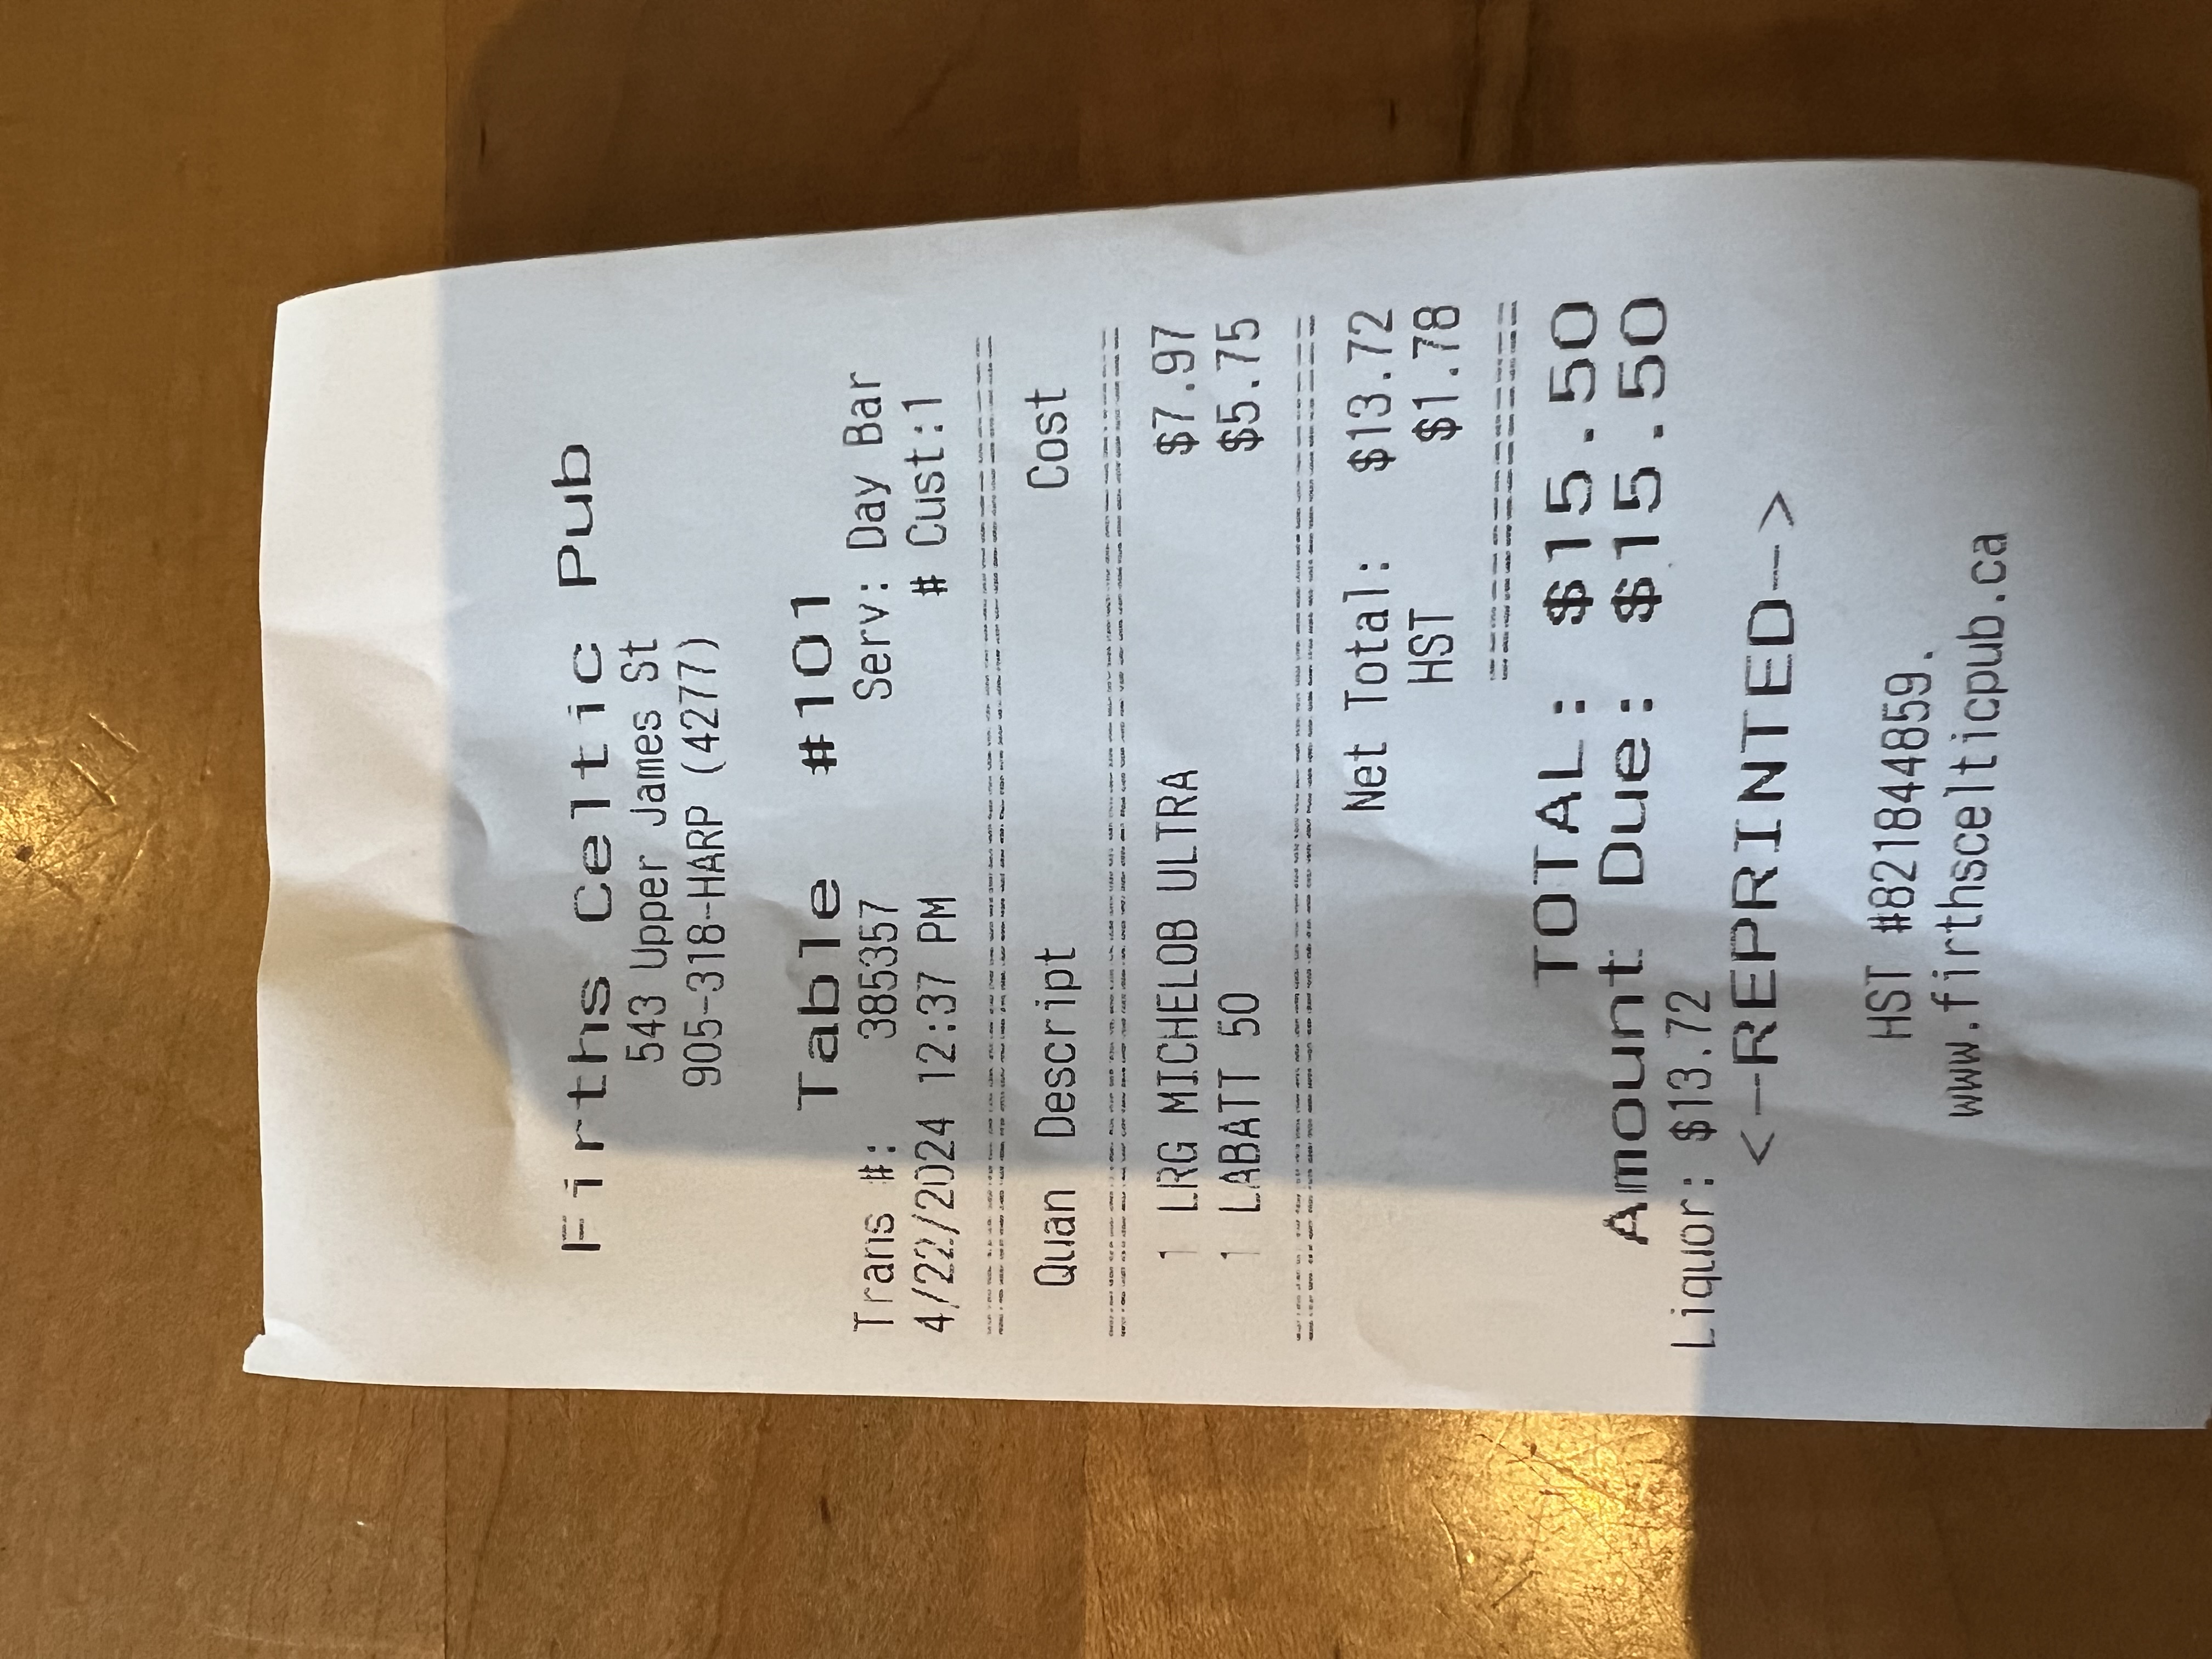 Firths Celtic Pub
543 Upper James St
905-318-HARP (4277)
Table #101
Trans #: 385357 Serv: Day Bar
4/22/2024 12:37 PM # Cust:1
Quan Descript Cost
1 LRG MICHELOB ULTRA $7.97
1 LABATT 50 $5.75
Net Total: $13.72
HST $1.78
TOTAL: $15.50
Amount Due: $15.50
Liquor: $13.72
<-REPRINTED->
HST #821844859.
www.firthscelticpub.ca